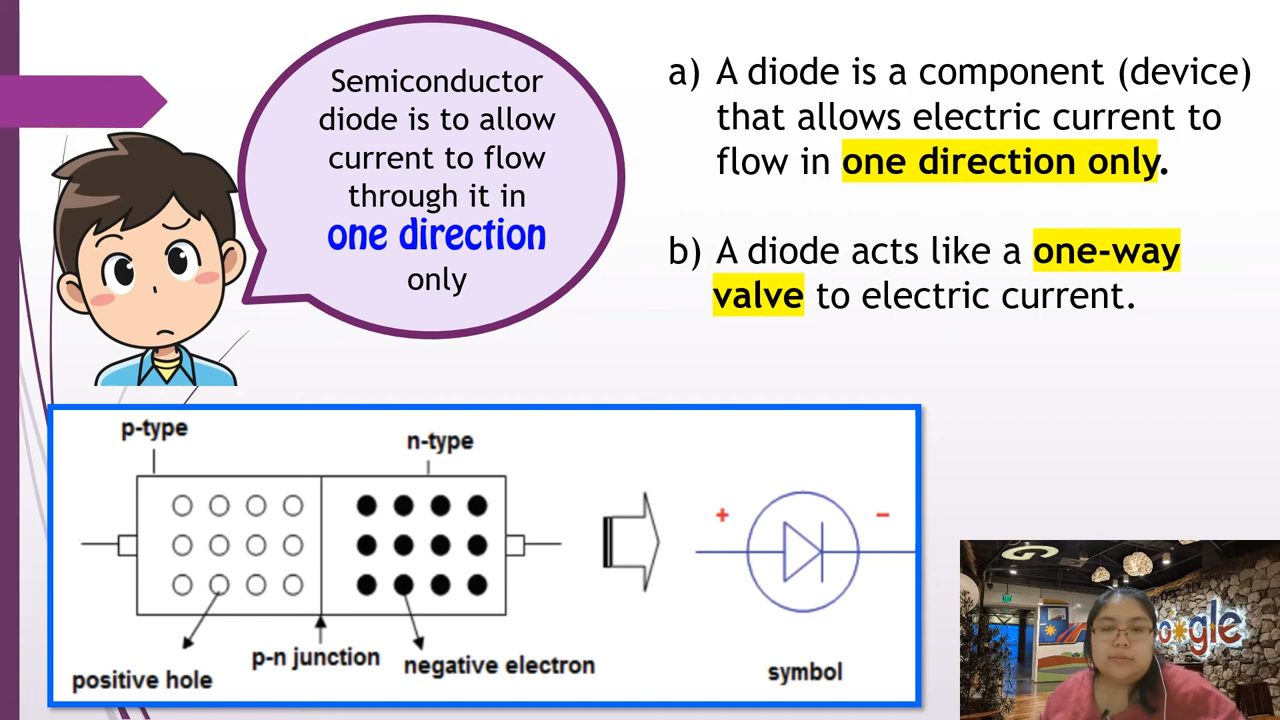 Semiconductor
diode is to allow
current to flow
through it in
one direction
only
a) A diode is a component (device)
that allows electric current to
flow in one direction only.
b) A diode acts like a one-way
valve to electric current.
p-type
n-type
positive hole
p-n junction
negative electron
+
−
symbol
G
ogle